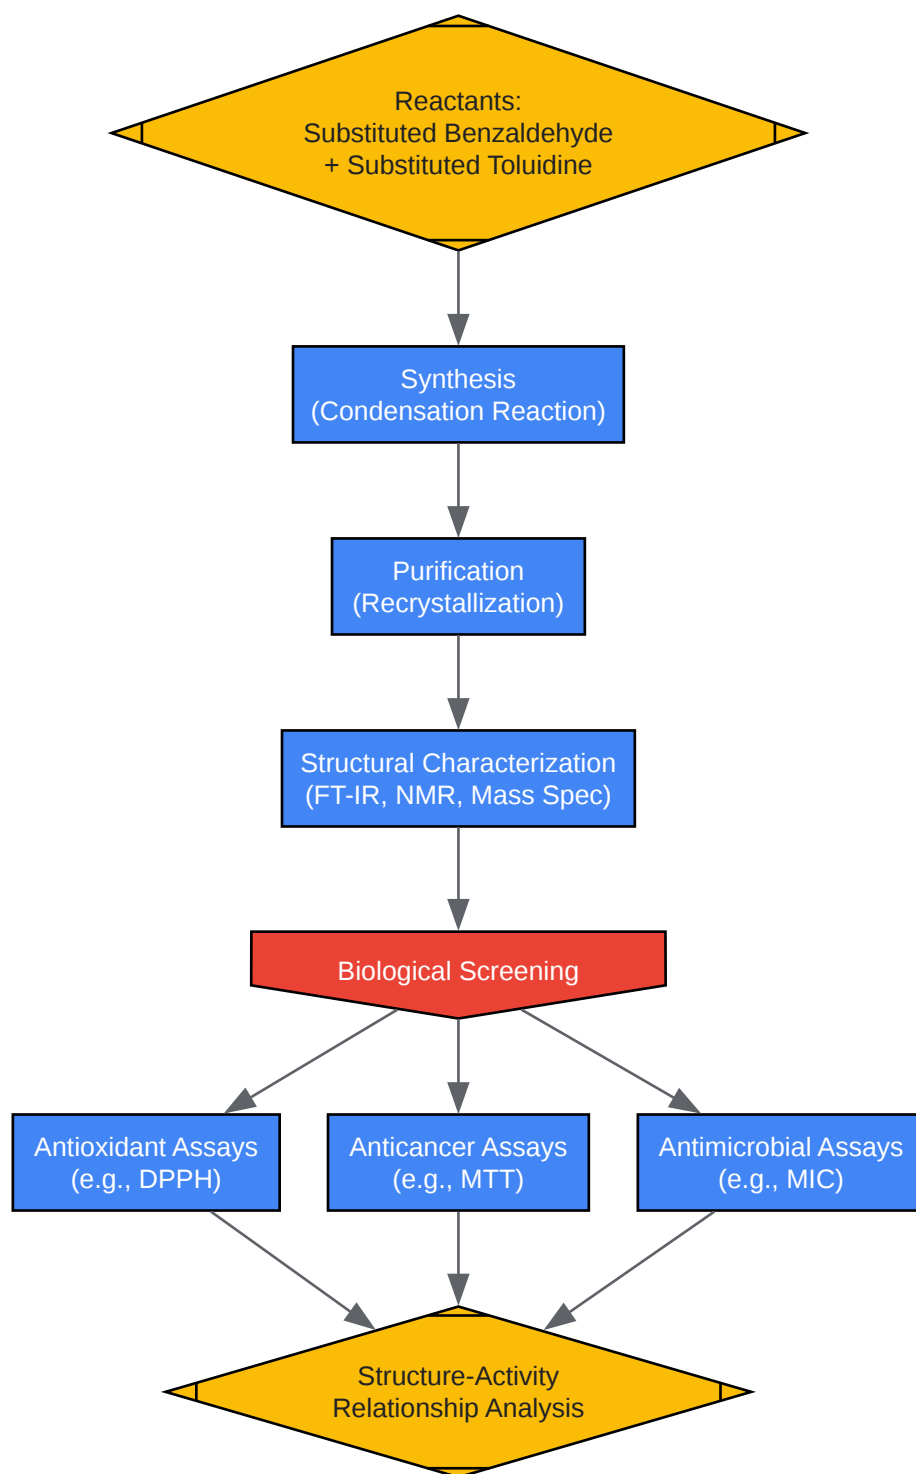 Reactants:
Substituted Benzaldehyde
+ Substituted Toluidine
Synthesis
(Condensation Reaction)
Purification
(Recrystallization)
Structural Characterization
(FT-IR, NMR, Mass Spec)
Biological Screening
Antioxidant Assays
(e.g., DPPH)
Anticancer Assays
(e.g., MTT)
Antimicrobial Assays
(e.g., MIC)
Structure-Activity
Relationship Analysis